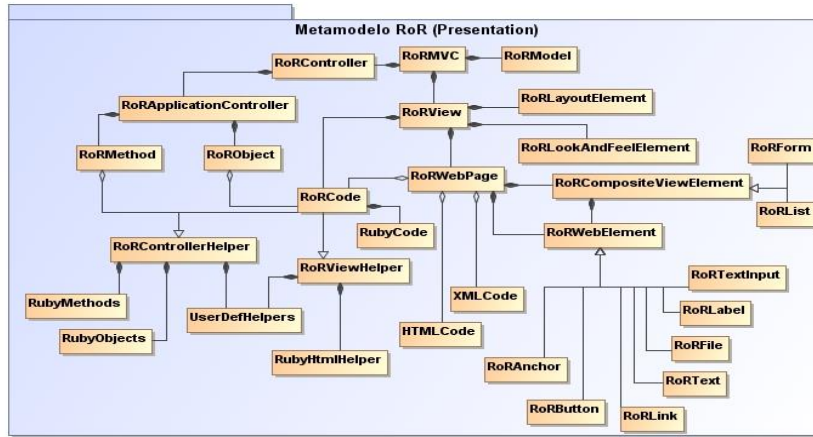 Metamodelo RoR (Presentation)
RoRController
RoRMVC
RoRModel
RoRApplicationController
RoRView
RoRLayoutElement
RoRMethod
RoRObject
RoRLookAndFeelElement
RoRForm
RoRWebPage
RoRCompositeViewElement
RoRCode
RoRList
RubyCode
RoRWebElement
RoRControllerHelper
RoRViewHelper
RoRTextInput
RubyMethods
UserDefHelpers
XMLCode
RoRLabel
RubyObjects
HTMLCode
RoRFile
RubyHtmlHelper
RoRAnchor
RoRText
RoRButton
RoRLink